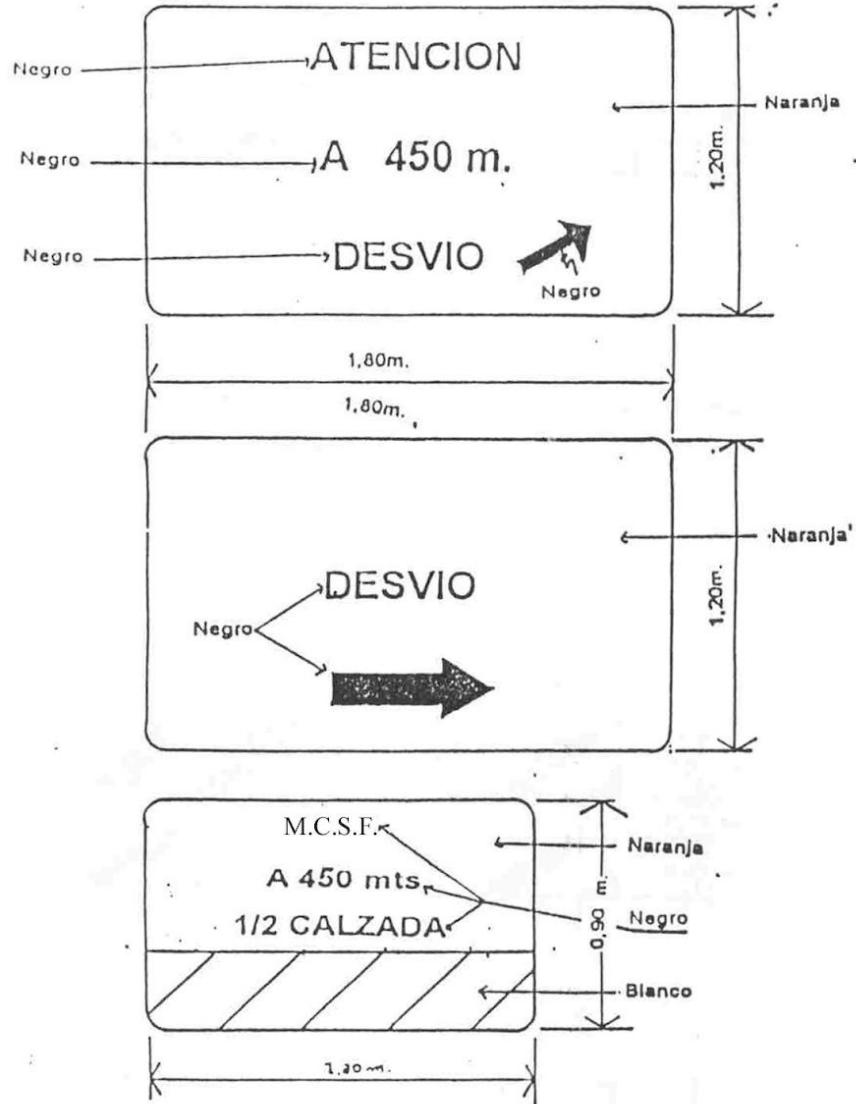 Negro
ATENCION
Naranja
Negro
A 450 m.
1.20m.
Negro
DESVIO
Negro
1,80m.
1,80m.
Naranja
DESVIO
Negro
1,20m.
M.C.S.F.
Naranja
A 450 mts
Negro
1/2 CALZADA
0,90 m
Blanco